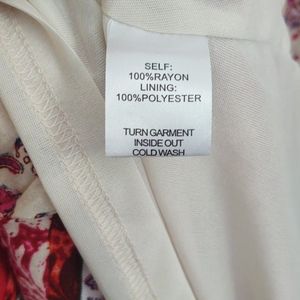 SELF:
100%RAYON
LINING:
100%POLYESTER
TURN GARMENT
INSIDE OUT
COLD WASH